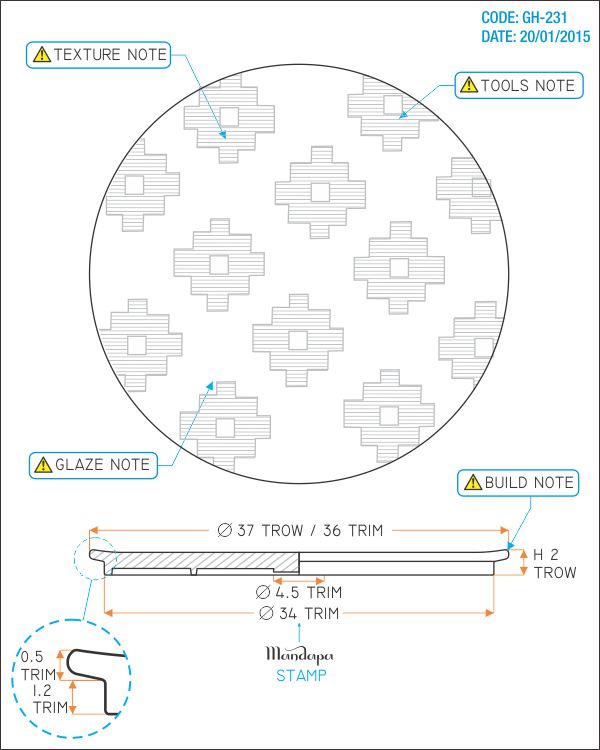 CODE: GH-231
DATE: 20/01/2015
TEXTURE NOTE
TOOLS NOTE
GLAZE NOTE
BUILD NOTE
∅ 37 TROW / 36 TRIM
H 2
TROW
∅ 4.5 TRIM
∅ 34 TRIM
Mandapa
STAMP
0.5
TRIM
1.2
TRIM